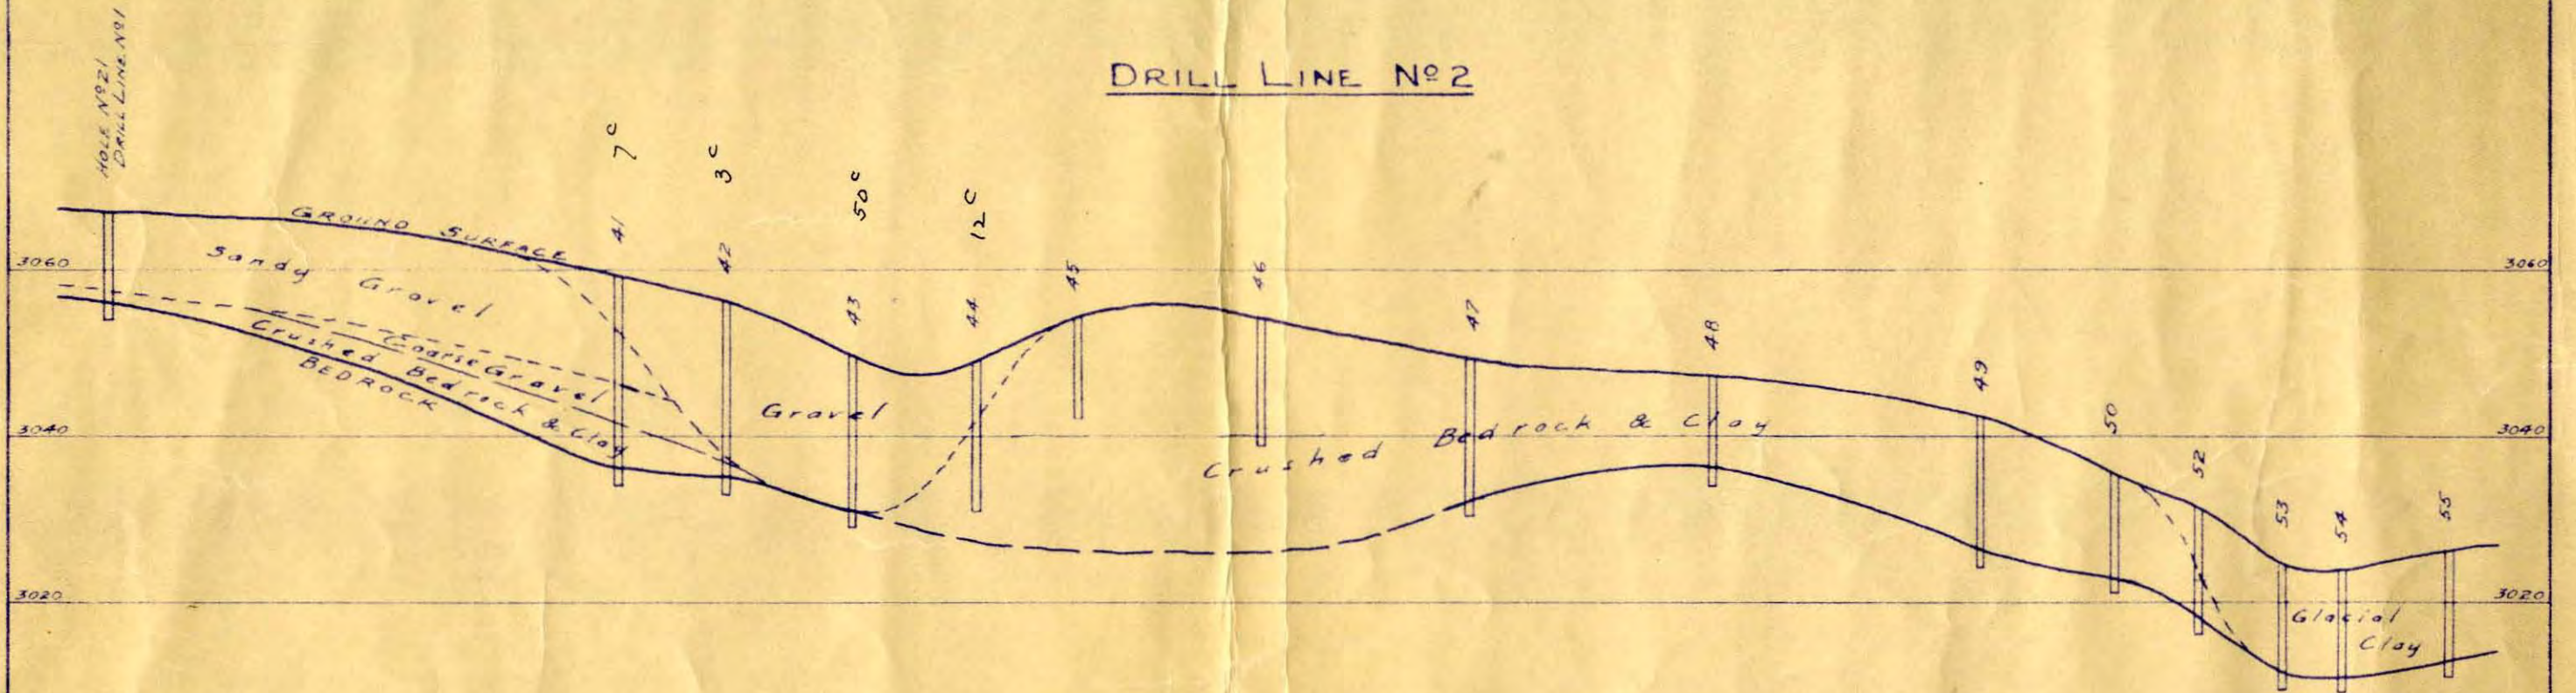 DRILL LINE Nº 2
HOLE Nº 21
DRILL LINE Nº 1
7c
3c
50c
12c
GROUND SURFACE
41
42
43
44
45
46
47
48
49
50
52
53
54
55
3060
3060
Sandy Gravel
Coarse Gravel
Crushed Bedrock & Clay
BEDROCK
Gravel
Crushed Bedrock & Clay
3040
3040
3020
3020
Glacial
Clay